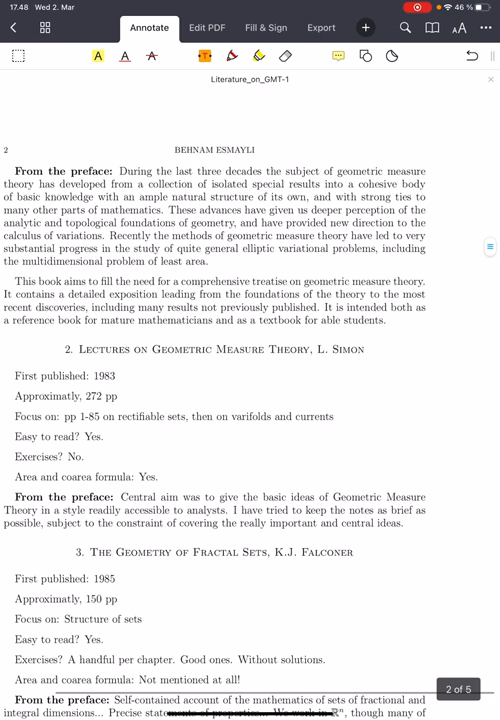 17.48 Wed 2. Mar
46 %
Annotate Edit PDF Fill & Sign Export
A A A T
AA
Literature_on_GMT-1
2 BEHNAM ESMAYLI
From the preface: During the last three decades the subject of geometric measure
theory has developed from a collection of isolated special results into a cohesive body
of basic knowledge with an ample natural structure of its own, and with strong ties to
many other parts of mathematics. These advances have given us deeper perception of the
analytic and topological foundations of geometry, and have provided new direction to the
calculus of variations. Recently the methods of geometric measure theory have led to very
substantial progress in the study of quite general elliptic variational problems, including
the multidimensional problem of least area.
This book aims to fill the need for a comprehensive treatise on geometric measure theory.
It contains a detailed exposition leading from the foundations of the theory to the most
recent discoveries, including many results not previously published. It is intended both as
a reference book for mature mathematicians and as a textbook for able students.
2. Lectures on Geometric Measure Theory, L. Simon
First published: 1983
Approximatly, 272 pp
Focus on: pp 1-85 on rectifiable sets, then on varifolds and currents
Easy to read? Yes.
Exercises? No.
Area and coarea formula: Yes.
From the preface: Central aim was to give the basic ideas of Geometric Measure
Theory in a style readily accessible to analysts. I have tried to keep the notes as brief as
possible, subject to the constraint of covering the really important and central ideas.
3. The Geometry of Fractal Sets, K.J. Falconer
First published: 1985
Approximatly, 150 pp
Focus on: Structure of sets
Easy to read? Yes.
Exercises? A handful per chapter. Good ones. Without solutions.
Area and coarea formula: Not mentioned at all!
2 of 5
From the preface: Self-contained account of the mathematics of sets of fractional and
integral dimensions... Precise statements of properties... We work in ℝⁿ, though many of